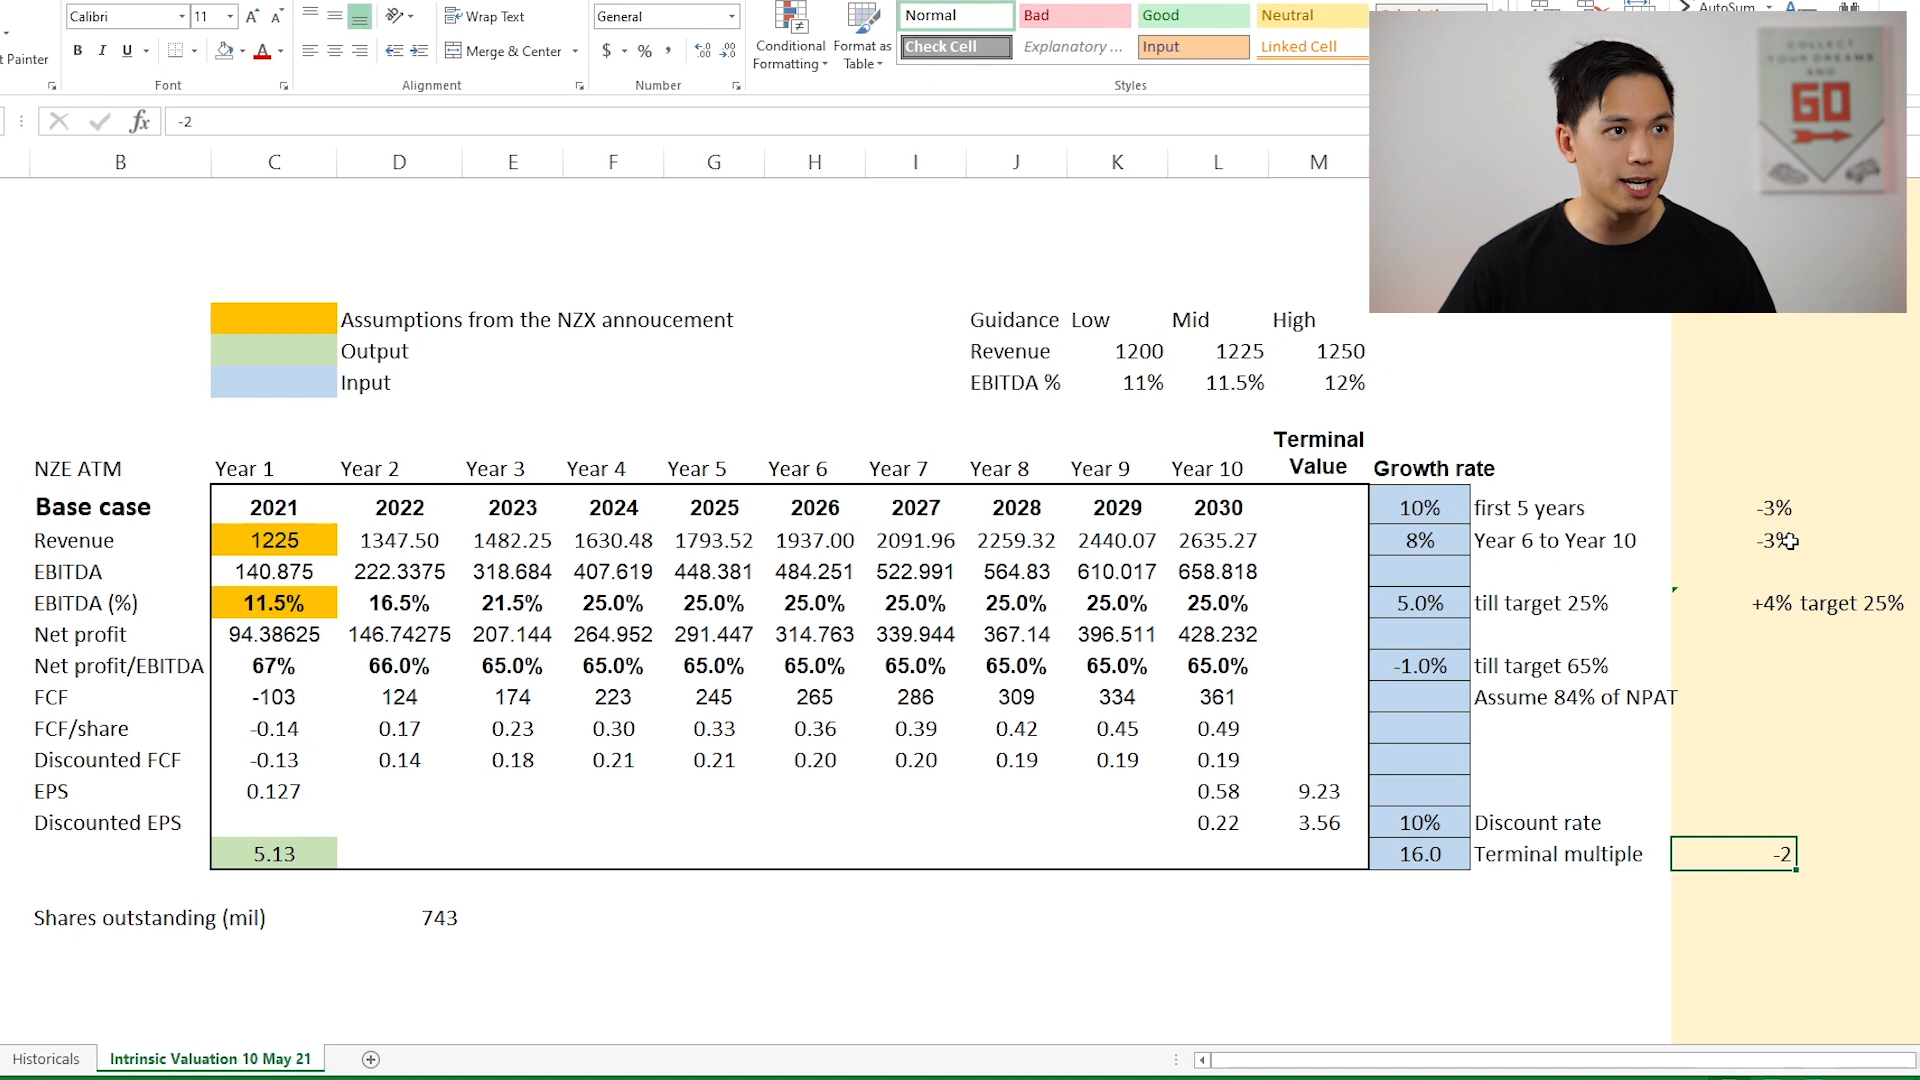 Calibri 11 Wrap Text General Normal Bad Good Neutral AutoSum
t Painter B I U Merge & Center $ % Conditional Formatting Format as Table Check Cell Explanatory ... Input Linked Cell
Font Alignment Number Styles
fx -2
B C D E F G H I J K L M
COLLECT
YOUR DREAMS
AND
GO
Assumptions from the NZX annoucement Guidance Low Mid High
Output Revenue 1200 1225 1250
Input EBITDA % 11% 11.5% 12%
NZE ATM Year 1 Year 2 Year 3 Year 4 Year 5 Year 6 Year 7 Year 8 Year 9 Year 10 Terminal Value Growth rate
Base case 2021 2022 2023 2024 2025 2026 2027 2028 2029 2030 10% first 5 years -3%
Revenue 1225 1347.50 1482.25 1630.48 1793.52 1937.00 2091.96 2259.32 2440.07 2635.27 8% Year 6 to Year 10 -3%
EBITDA 140.875 222.3375 318.684 407.619 448.381 484.251 522.991 564.83 610.017 658.818
EBITDA (%) 11.5% 16.5% 21.5% 25.0% 25.0% 25.0% 25.0% 25.0% 25.0% 25.0% 5.0% till target 25% +4% target 25%
Net profit 94.38625 146.74275 207.144 264.952 291.447 314.763 339.944 367.14 396.511 428.232
Net profit/EBITDA 67% 66.0% 65.0% 65.0% 65.0% 65.0% 65.0% 65.0% 65.0% 65.0% -1.0% till target 65%
FCF -103 124 174 223 245 265 286 309 334 361 Assume 84% of NPAT
FCF/share -0.14 0.17 0.23 0.30 0.33 0.36 0.39 0.42 0.45 0.49
Discounted FCF -0.13 0.14 0.18 0.21 0.21 0.20 0.20 0.19 0.19 0.19
EPS 0.127 0.58 9.23
Discounted EPS 0.22 3.56 10% Discount rate
5.13 16.0 Terminal multiple -2
Shares outstanding (mil) 743
Historicals Intrinsic Valuation 10 May 21